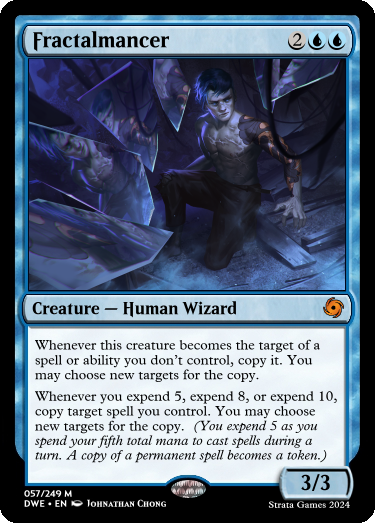 Fractalmancer 2
Creature — Human Wizard
Whenever this creature becomes the target of a
spell or ability you don't control, copy it. You
may choose new targets for the copy.
Whenever you expend 5, expend 8, or expend 10,
copy target spell you control. You may choose
new targets for the copy. (You expend 5 as you
spend your fifth total mana to cast spells during a
turn. A copy of a permanent spell becomes a token.)
3/3
057/249 M
DWE • EN Johnathan Chong
Strata Games 2024